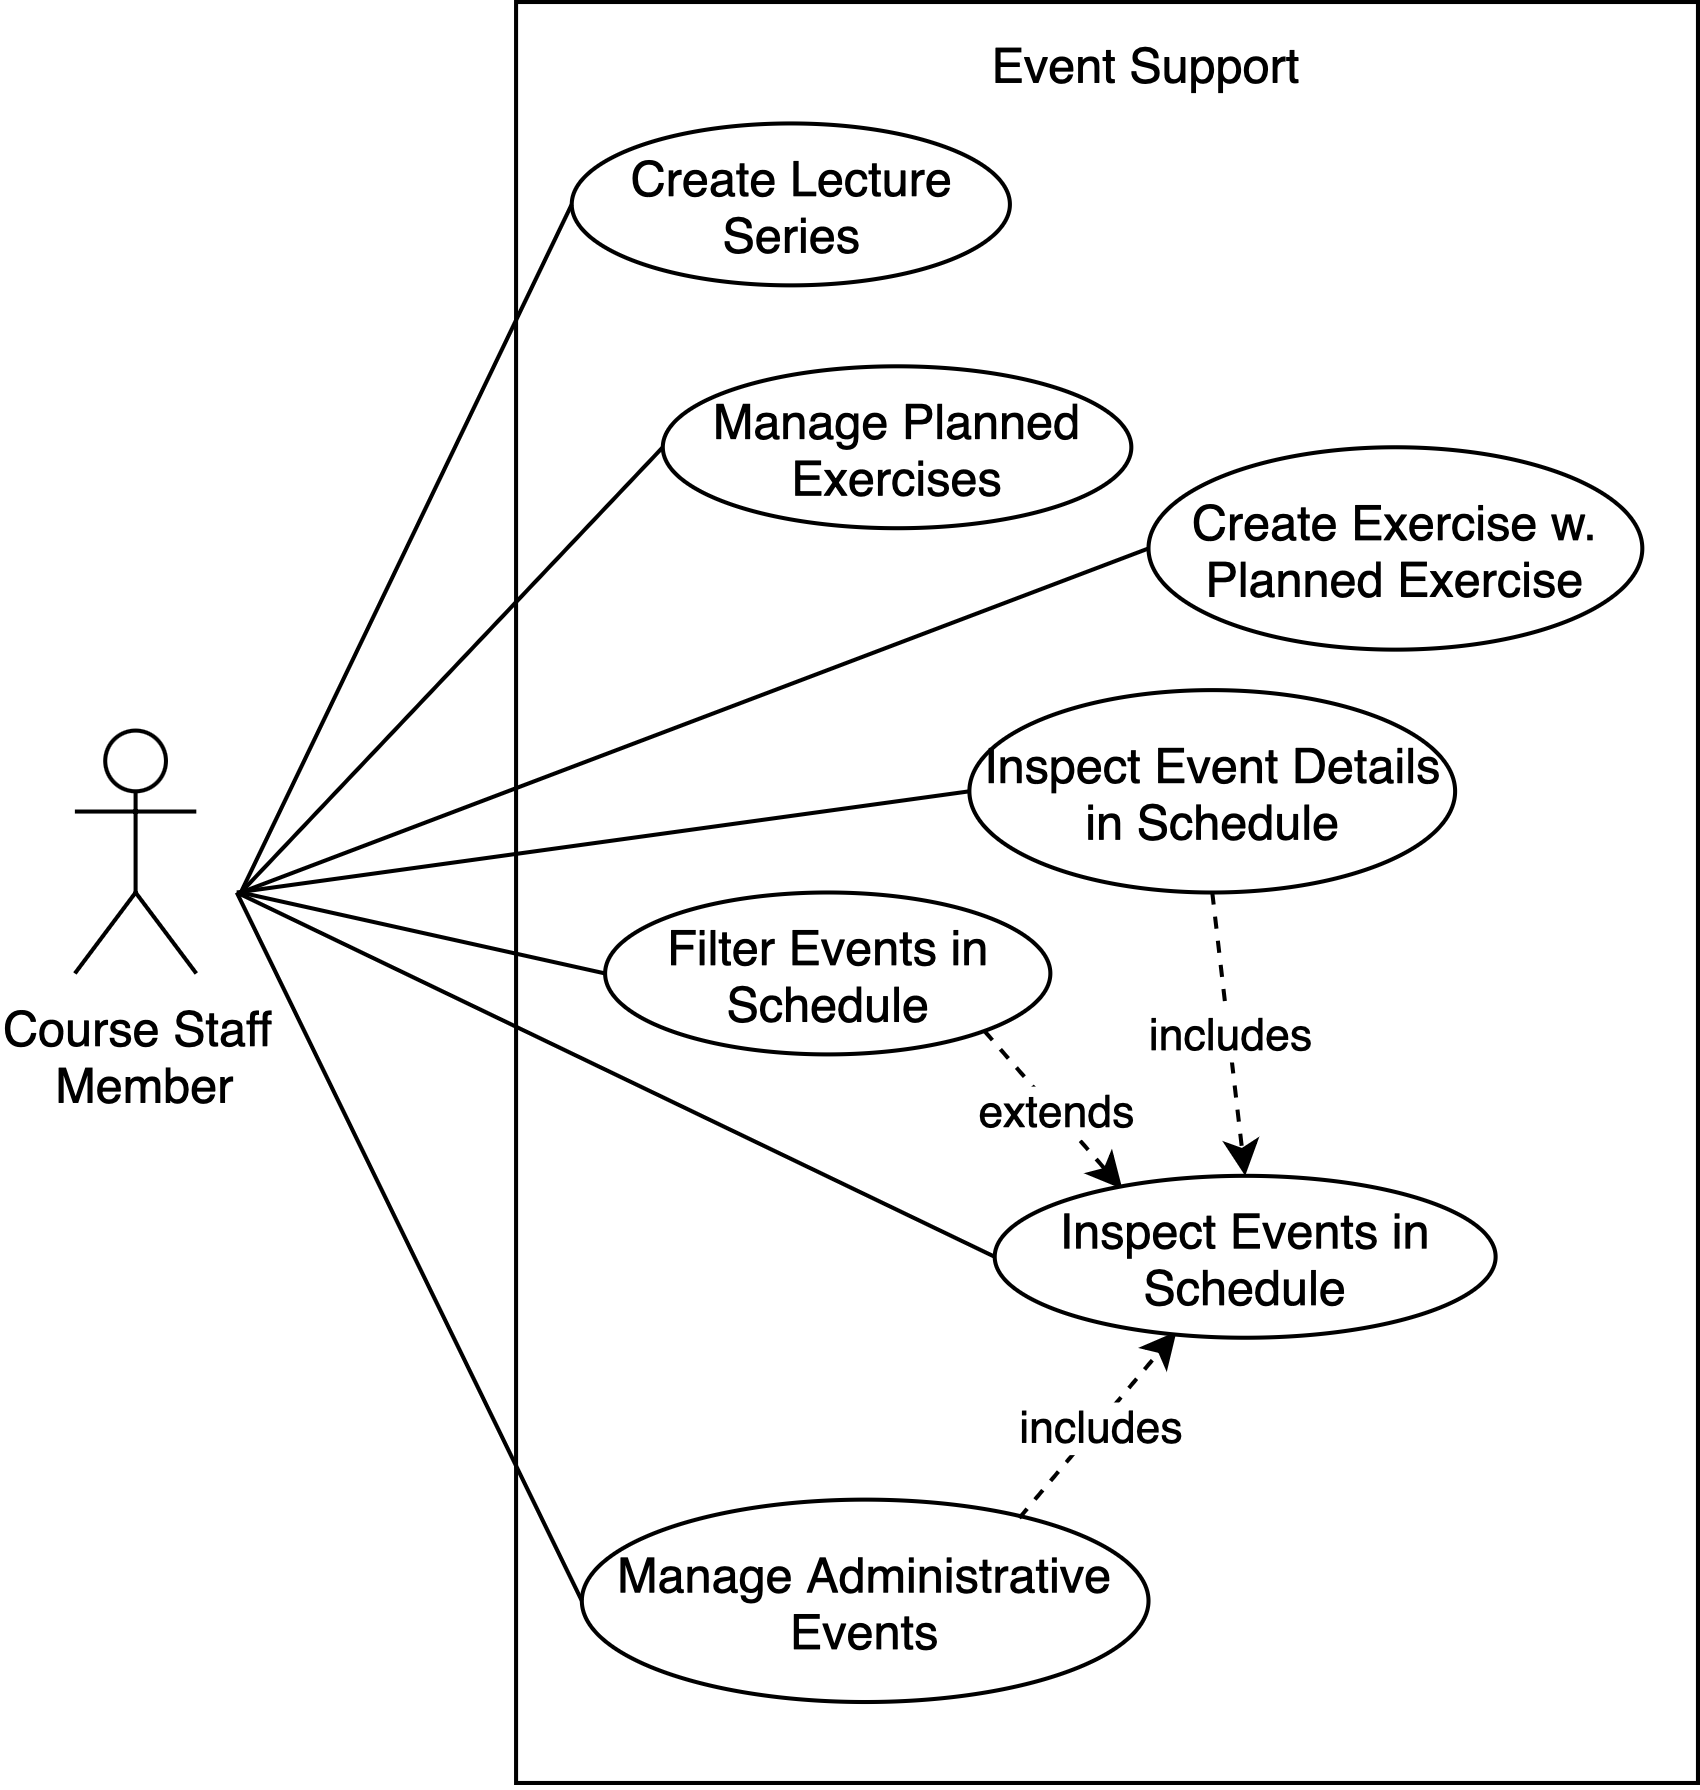 Event Support
Create Lecture
Series
Manage Planned
Exercises
Create Exercise w.
Planned Exercise
Inspect Event Details
in Schedule
Filter Events in
Schedule
Course Staff
Member
includes
extends
Inspect Events in
Schedule
includes
Manage Administrative
Events